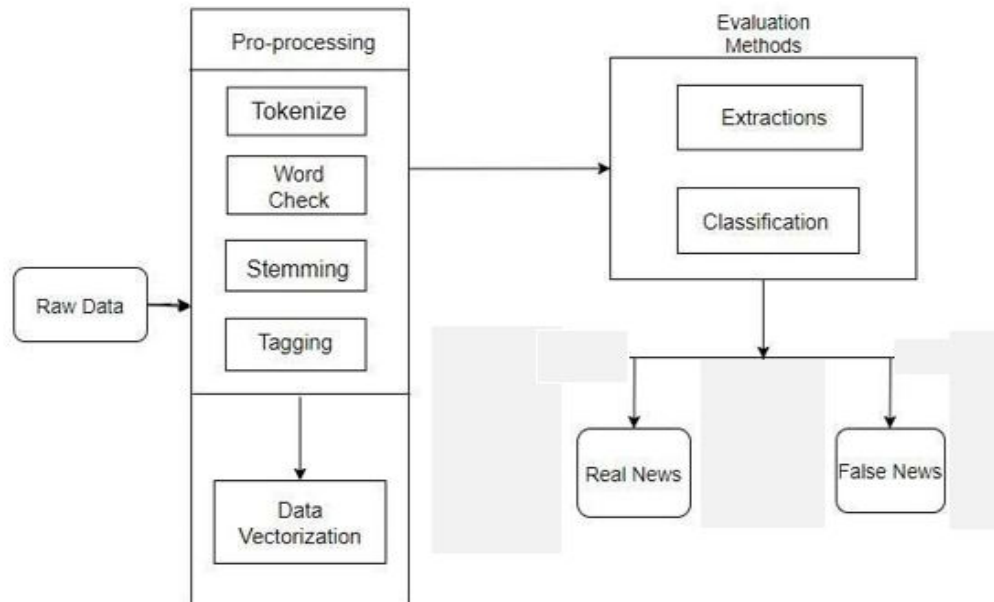 Pro-processing
Tokenize
Word
Check
Stemming
Tagging
Raw Data
Data
Vectorization
Evaluation
Methods
Extractions
Classification
Real News
False News